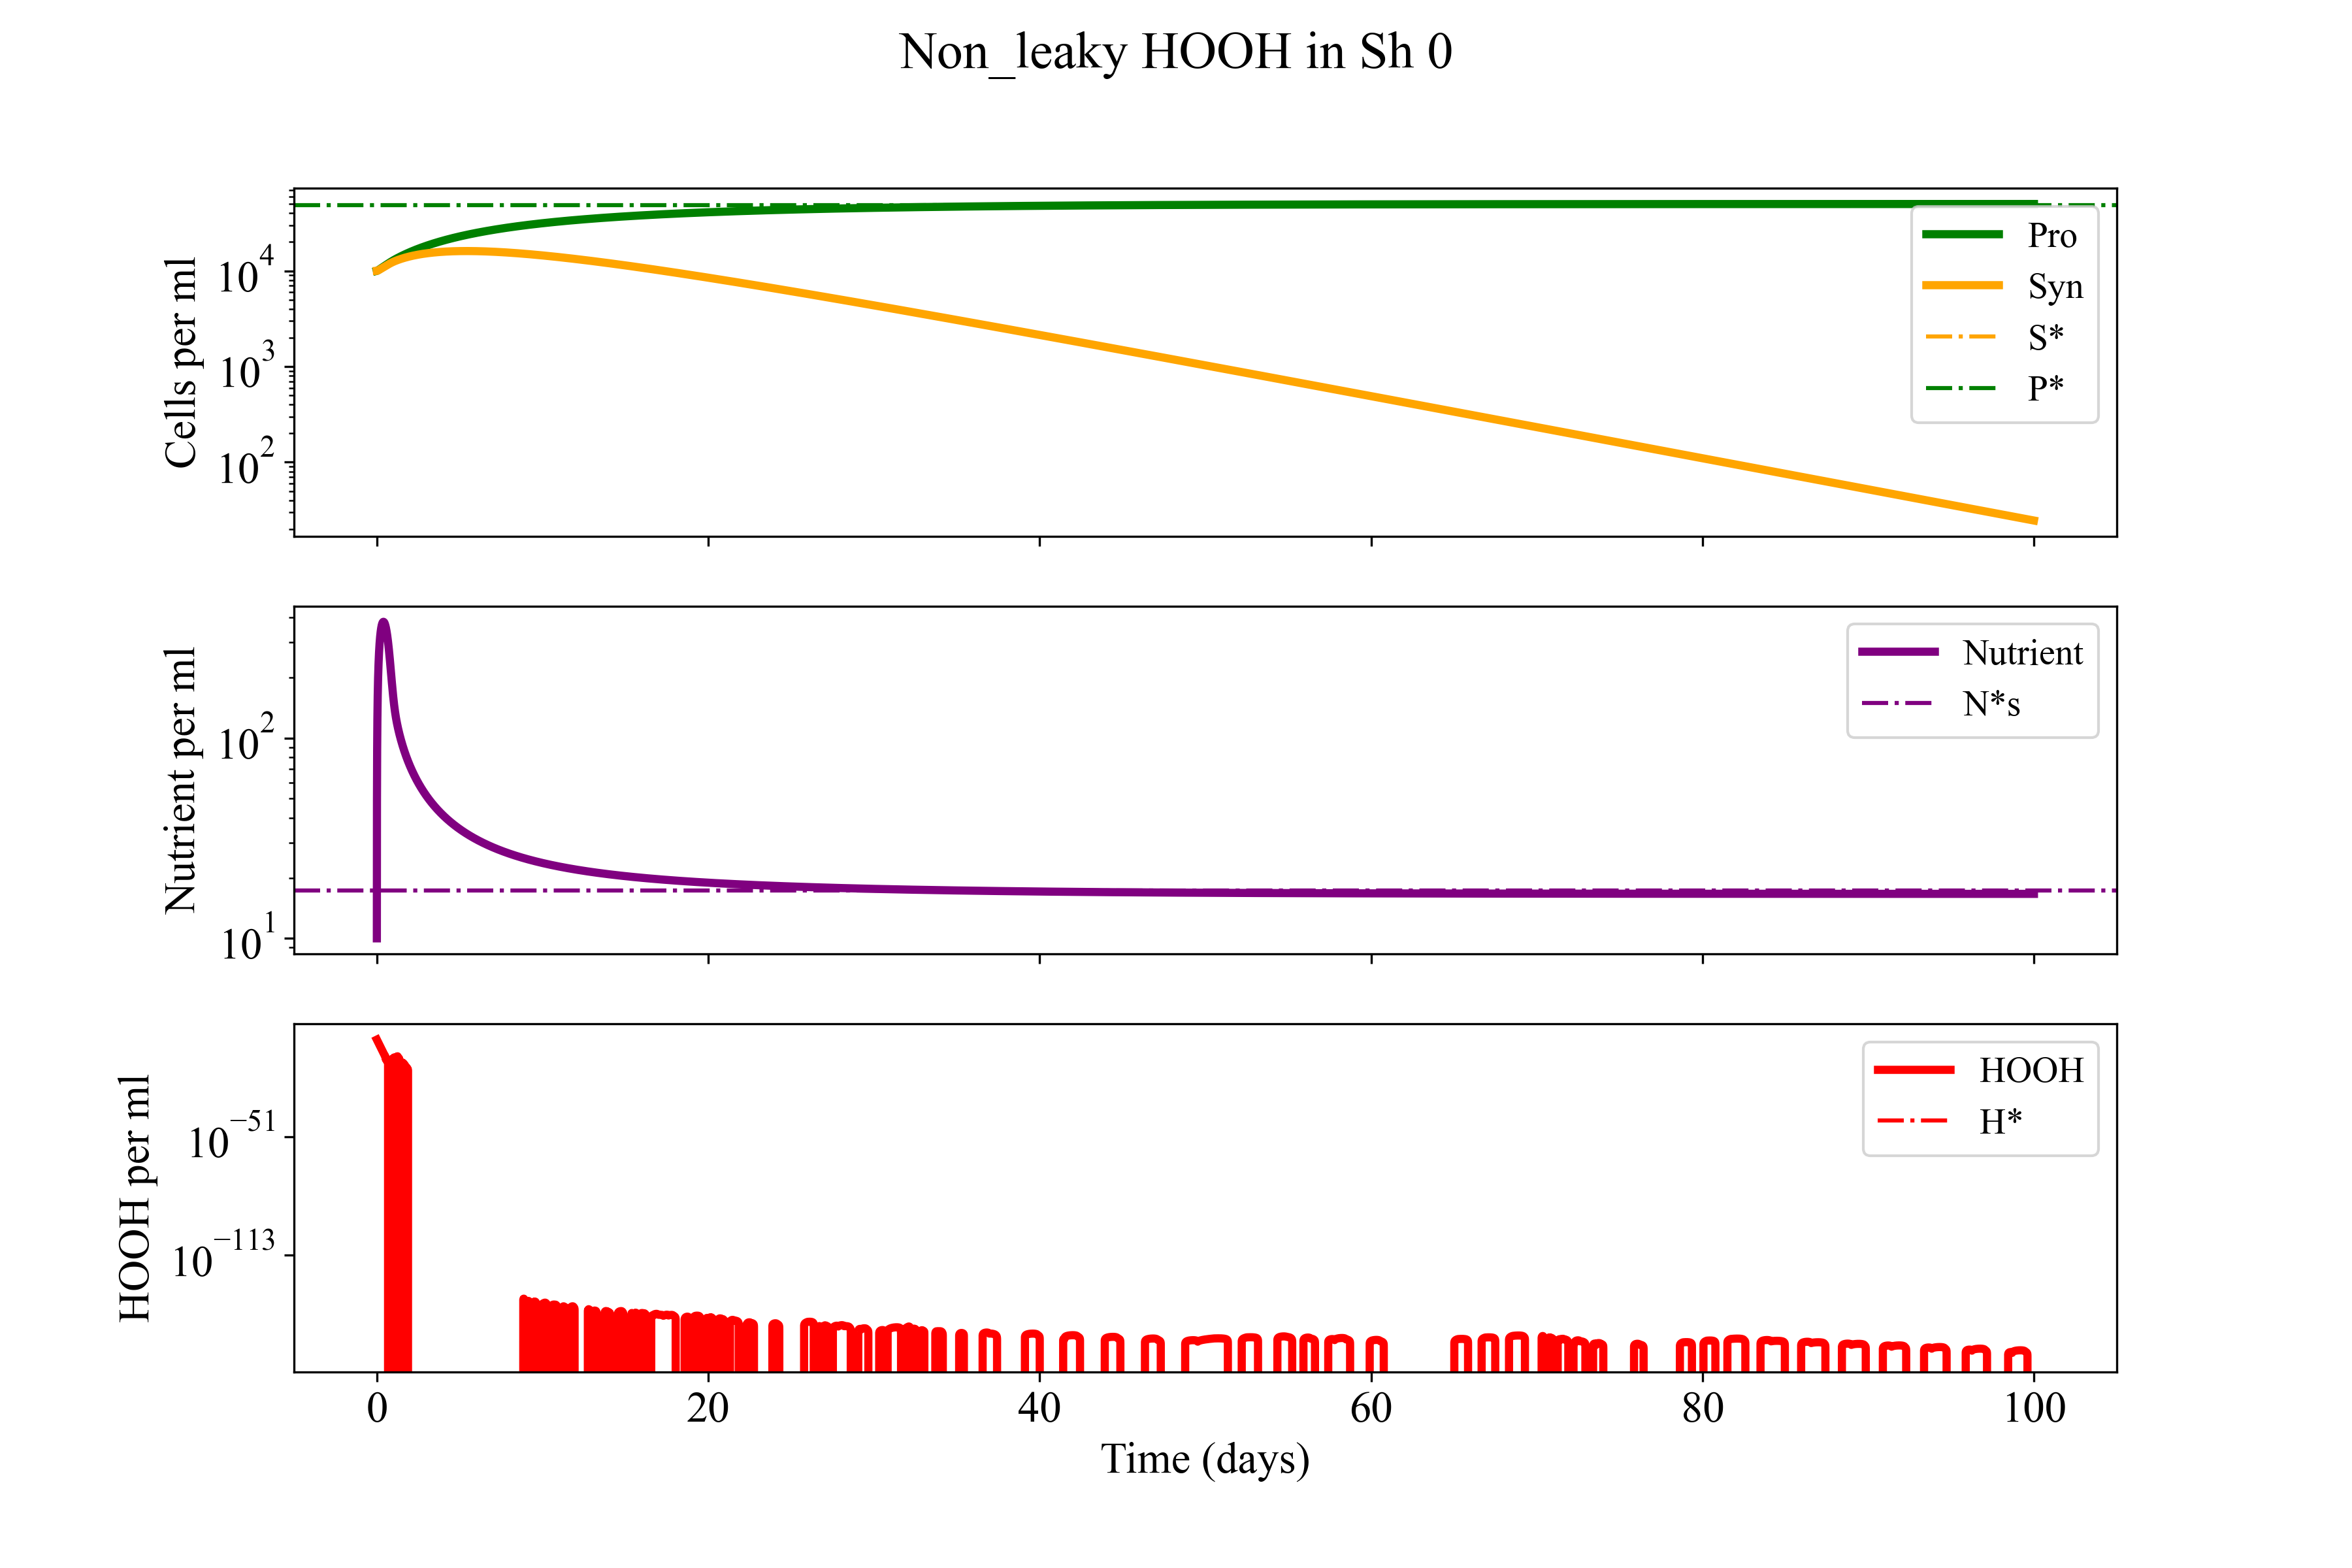 Non_leaky HOOH in Sh 0
Cells per ml
10^4
10^3
10^2
Pro
Syn
S*
P*
Nutrient per ml
10^2
10^1
Nutrient
N*s
HOOH per ml
10^−51
10^−113
HOOH
H*
0 20 40 60 80 100
Time (days)